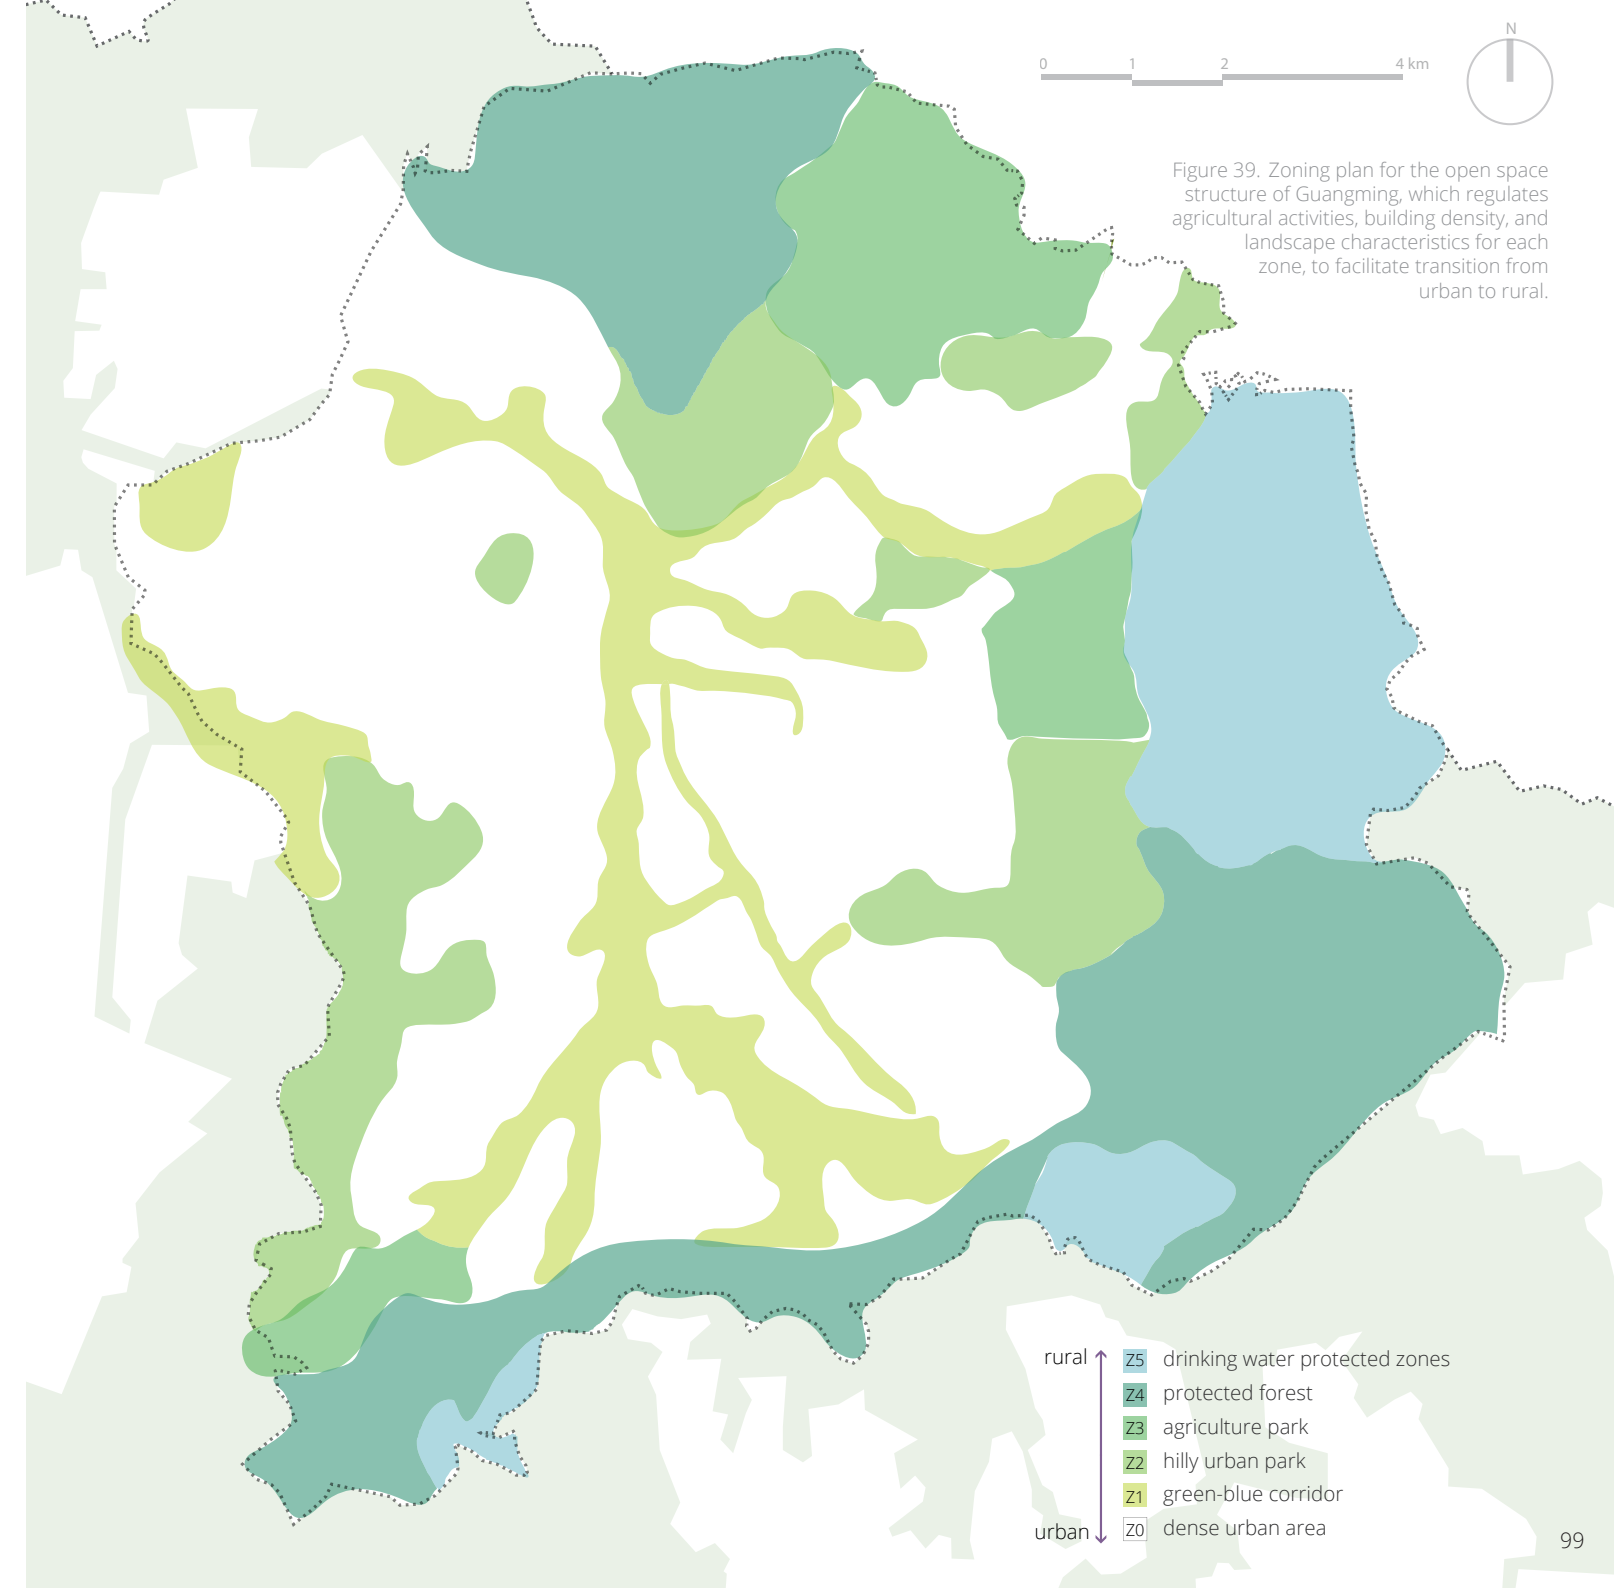 N
0 1 2 4 km
Figure 39. Zoning plan for the open space
structure of Guangming, which regulates
agricultural activities, building density, and
landscape characteristics for each
zone, to facilitate transition from
urban to rural.
rural
Z5 drinking water protected zones
Z4 protected forest
Z3 agriculture park
Z2 hilly urban park
Z1 green-blue corridor
urban
Z0 dense urban area
99